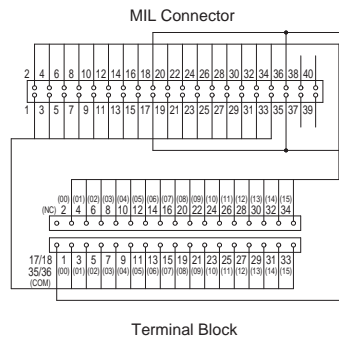 MIL Connector
2 4 6 8 10 12 14 16 18 20 22 24 26 28 30 32 34 36 38 40
1 3 5 7 9 11 13 15 17 19 21 23 25 27 29 31 33 35 37 39
(00) (01) (02) (03) (04) (05) (06) (07) (08) (09) (10) (11) (12) (13) (14) (15)
(NC) 2 4 6 8 10 12 14 16 20 22 24 26 28 30 32 34
17/18 1 3 5 7 9 11 13 15 19 21 23 25 27 29 31 33
35/36 (00) (01) (02) (03) (04) (05) (06) (07) (08) (09) (10) (11) (12) (13) (14) (15)
(COM)
Terminal Block